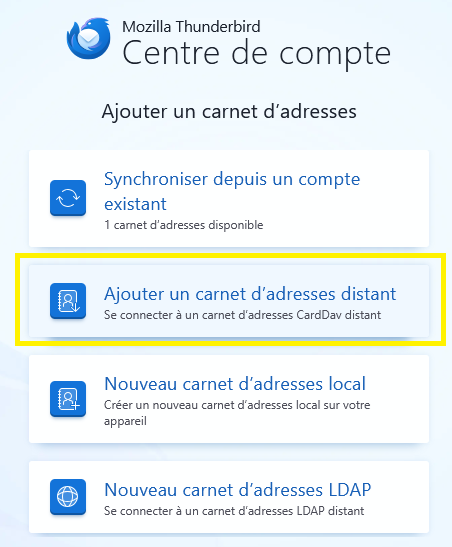 Mozilla Thunderbird
Centre de compte
Ajouter un carnet d’adresses
Synchroniser depuis un compte
existant
1 carnet d’adresses disponible
Ajouter un carnet d’adresses distant
Se connecter à un carnet d’adresses CardDav distant
Nouveau carnet d’adresses local
Créer un nouveau carnet d’adresses local sur votre
appareil
Nouveau carnet d’adresses LDAP
Se connecter à un carnet d’adresses LDAP distant